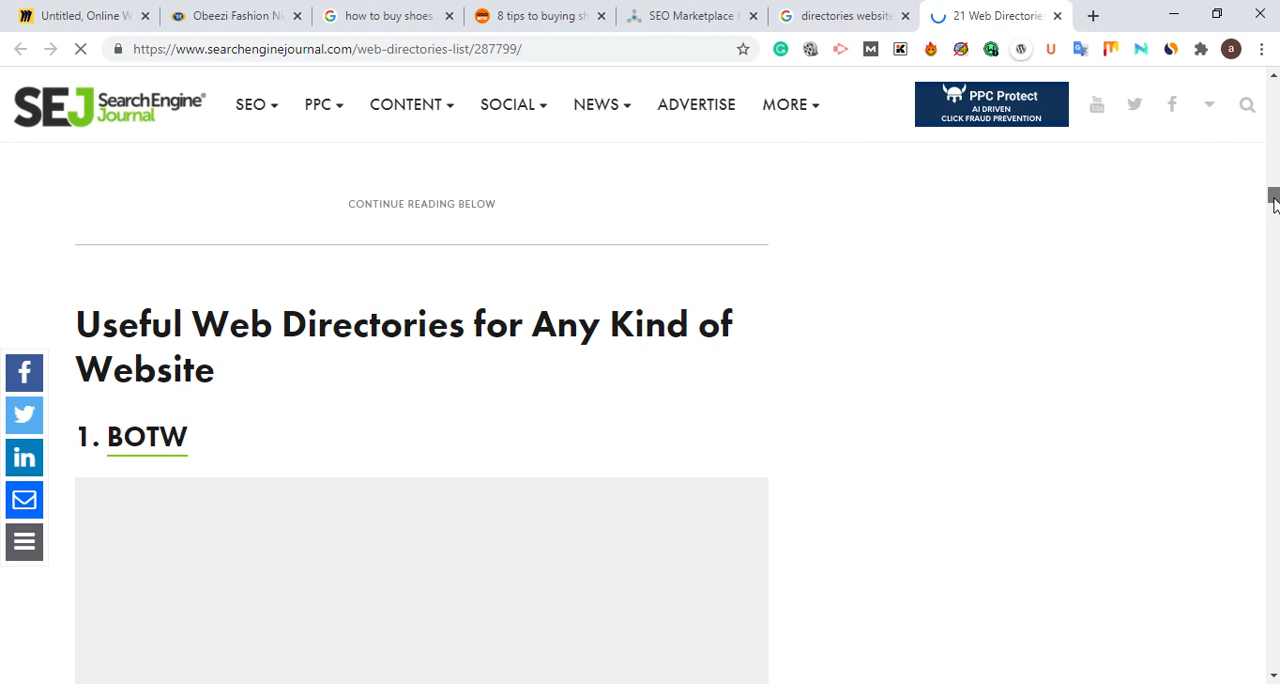 Untitled, Online W
Obeezi Fashion Ni
how to buy shoes
8 tips to buying sh
SEO Marketplace f
directories website
21 Web Directorie
https://www.searchenginejournal.com/web-directories-list/287799/
SEJ SearchEngine Journal
SEO PPC CONTENT SOCIAL NEWS ADVERTISE MORE
PPC Protect
AI DRIVEN
CLICK FRAUD PREVENTION
CONTINUE READING BELOW
Useful Web Directories for Any Kind of
Website
1. BOTW